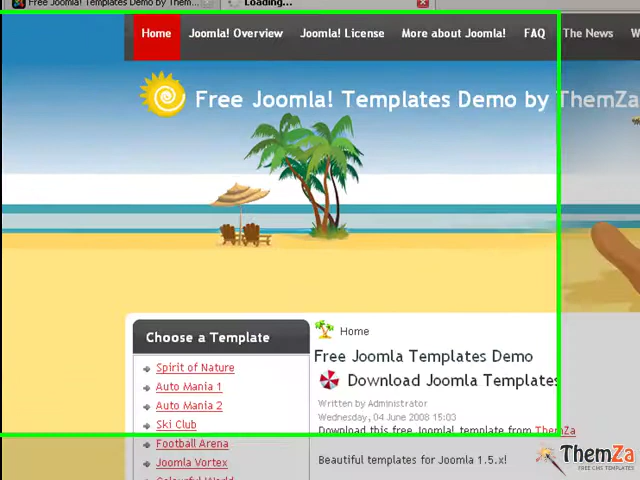 Free Joomla! Templates Demo by Them...
Loading...
Home Joomla! Overview Joomla! License More about Joomla! FAQ The News
Free Joomla! Templates Demo by ThemZa
Choose a Template
Spirit of Nature
Auto Mania 1
Auto Mania 2
Ski Club
Football Arena
Joomla Vortex
Home
Free Joomla Templates Demo
Download Joomla Templates
Written by Administrator
Wednesday, 04 June 2008 15:03
Download this free Joomla! template from ThemZa
Beautiful templates for Joomla 1.5.x!
ThemZa
FREE CMS TEMPLATES